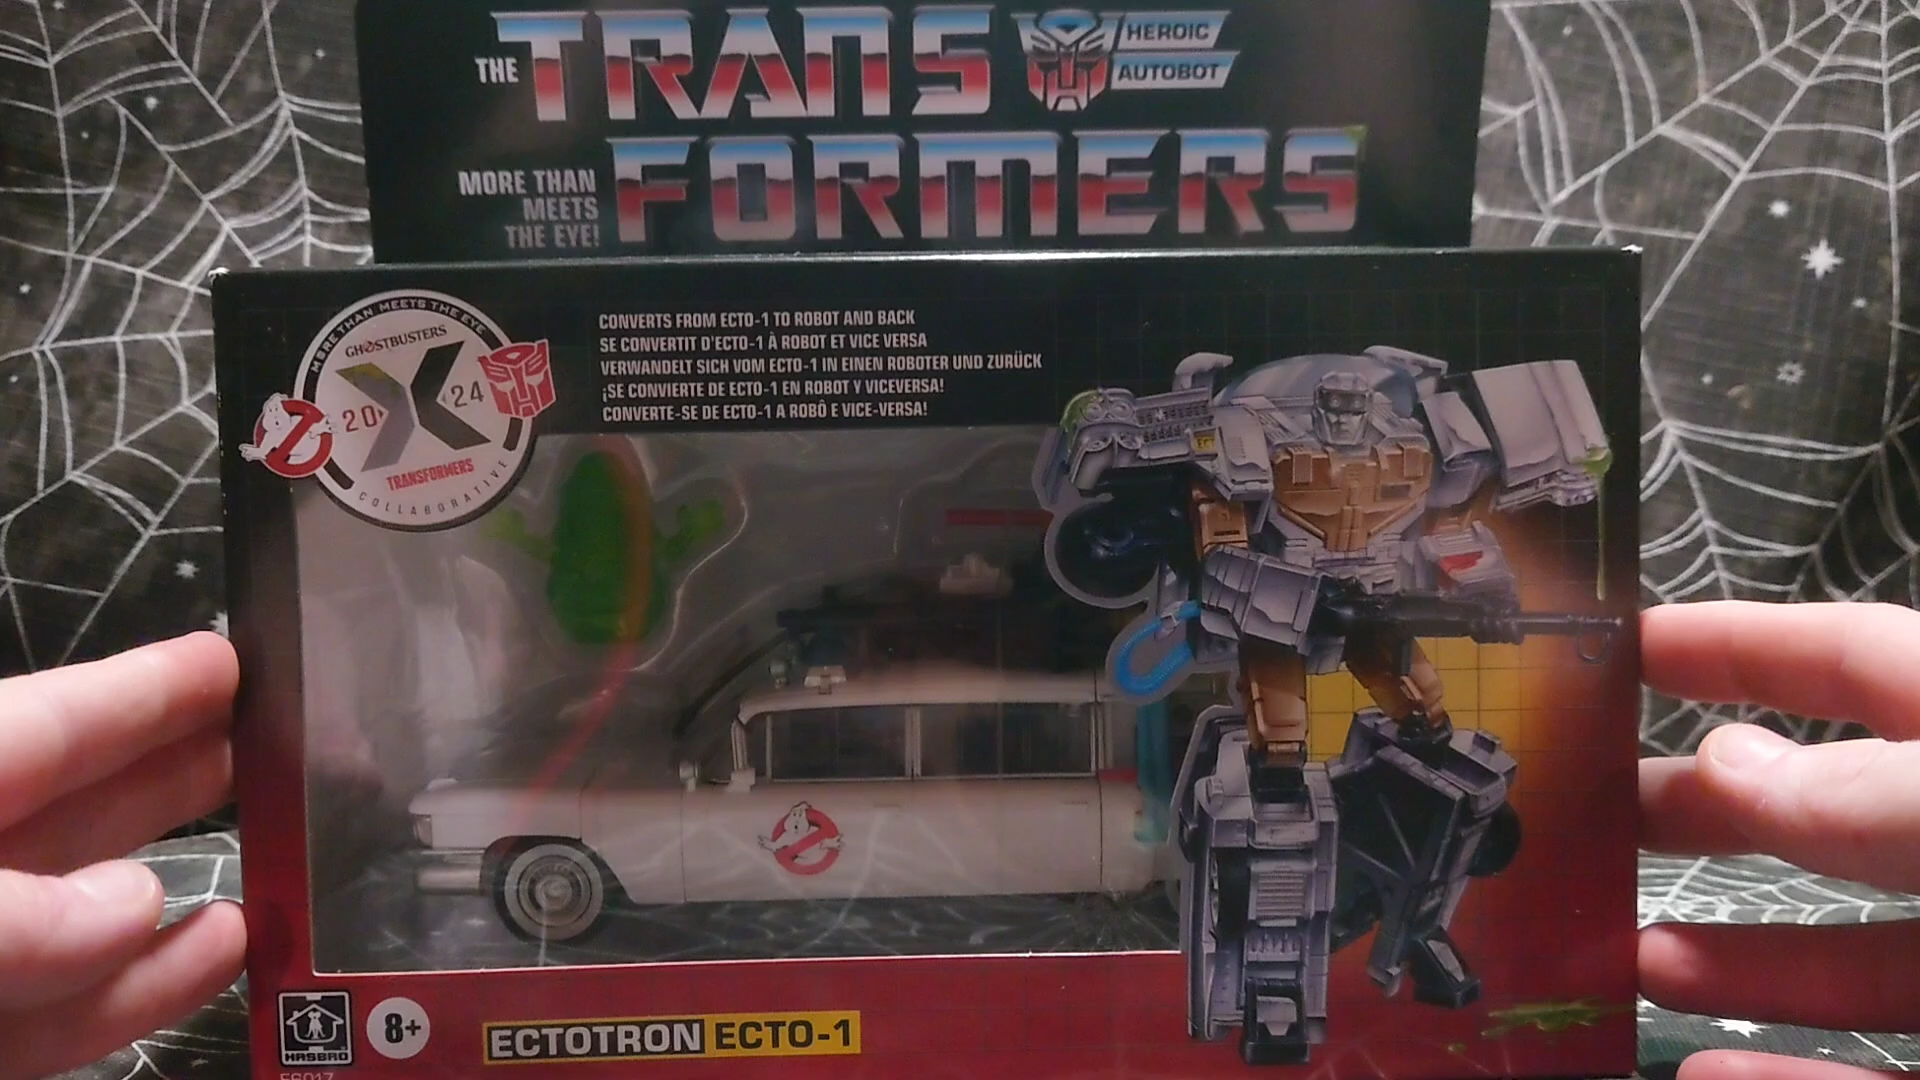 THE TRANS
HEROIC
AUTOBOT
MORE THAN
MEETS
THE EYE!
FORMERS
MORE THAN MEETS THE EYE
GHOSTBUSTERS
20 X 24
TRANSFORMERS
COLLABORATIVE
CONVERTS FROM ECTO-1 TO ROBOT AND BACK
SE CONVERTIT D'ECTO-1 À ROBOT ET VICE VERSA
VERWANDELT SICH VOM ECTO-1 IN EINEN ROBOTER UND ZURÜCK
¡SE CONVIERTE DE ECTO-1 EN ROBOT Y VICEVERSA!
CONVERTE-SE DE ECTO-1 A ROBÔ E VICE-VERSA!
HASBRO
8+
ECTOTRON ECTO-1